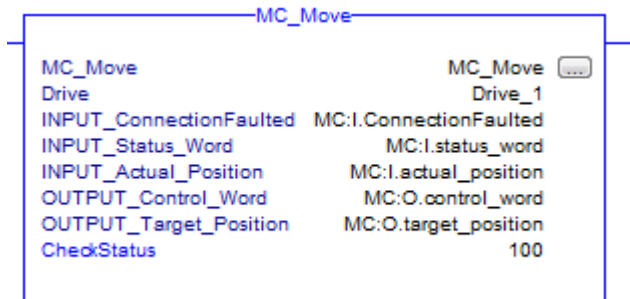 MC_Move
MC_Move MC_Move ...
Drive Drive_1
INPUT_ConnectionFaulted MC:I.ConnectionFaulted
INPUT_Status_Word MC:I.status_word
INPUT_Actual_Position MC:I.actual_position
OUTPUT_Control_Word MC:O.control_word
OUTPUT_Target_Position MC:O.target_position
CheckStatus 100